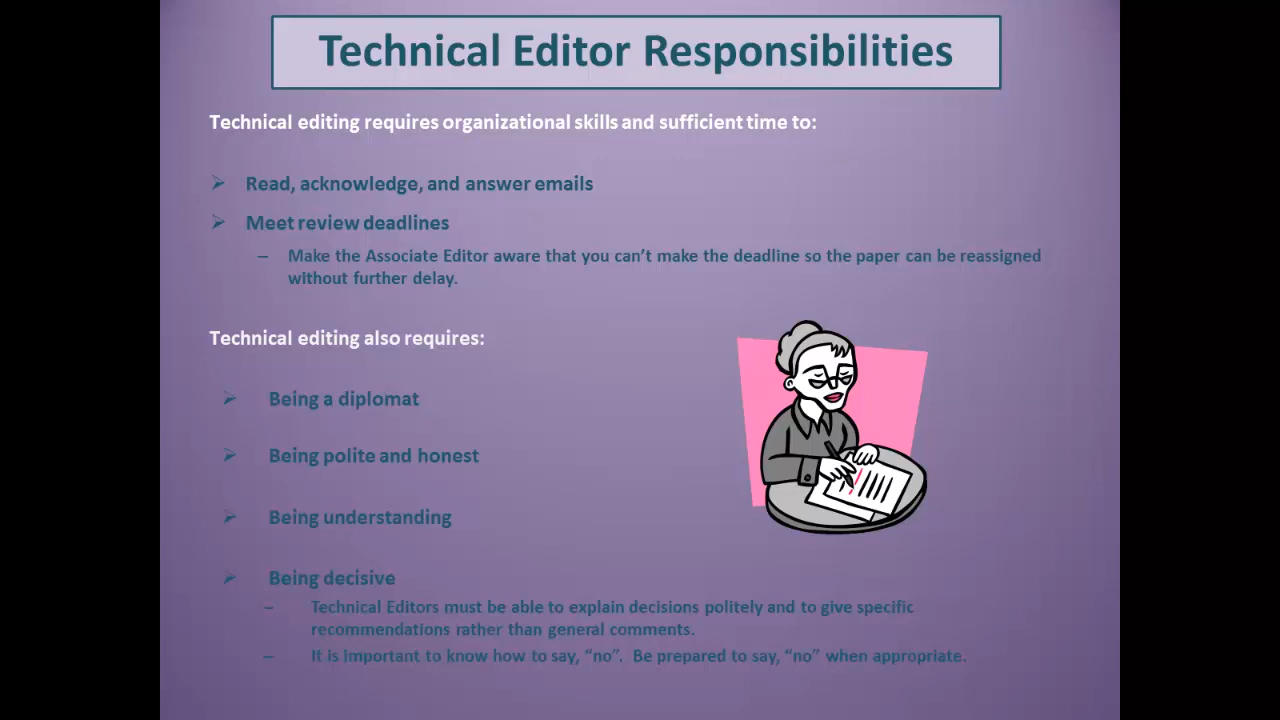 Technical Editor Responsibilities
Technical editing requires organizational skills and sufficient time to:
Read, acknowledge, and answer emails
Meet review deadlines
– Make the Associate Editor aware that you can’t make the deadline so the paper can be reassigned
without further delay.
Technical editing also requires:
Being a diplomat
Being polite and honest
Being understanding
Being decisive
– Technical Editors must be able to explain decisions politely and to give specific
recommendations rather than general comments.
– It is important to know how to say, “no”. Be prepared to say, “no” when appropriate.